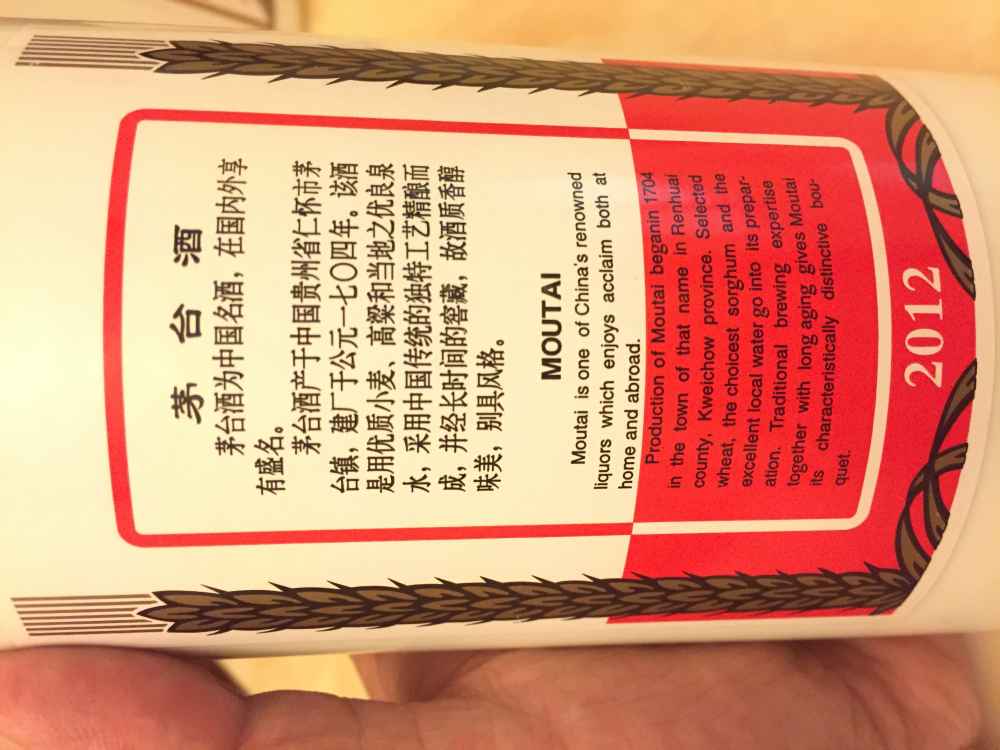 茅台酒
茅台酒为中国名酒，在国内外享
有盛名。
茅台酒产于中国贵州省仁怀市茅
台镇，建厂于公元一七〇四年。该酒
是用优质小麦、高粱和当地之优良泉
水，采用中国传统的独特工艺精酿而
成，并经长时间的窖藏，故酒质香醇
味美，别具风格。
MOUTAI
Moutai is one of China's renowned
liquors which enjoys acclaim both at
home and abroad.
Production of Moutai beganin 1704
in the town of that name in Renhuai
county, Kweichow province. Selected
wheat, the choicest sorghum and the
excellent local water go into its prepar-
ation. Traditional brewing expertise
together with long aging gives Moutai
its characteristically distinctive bou-
quet.
2012